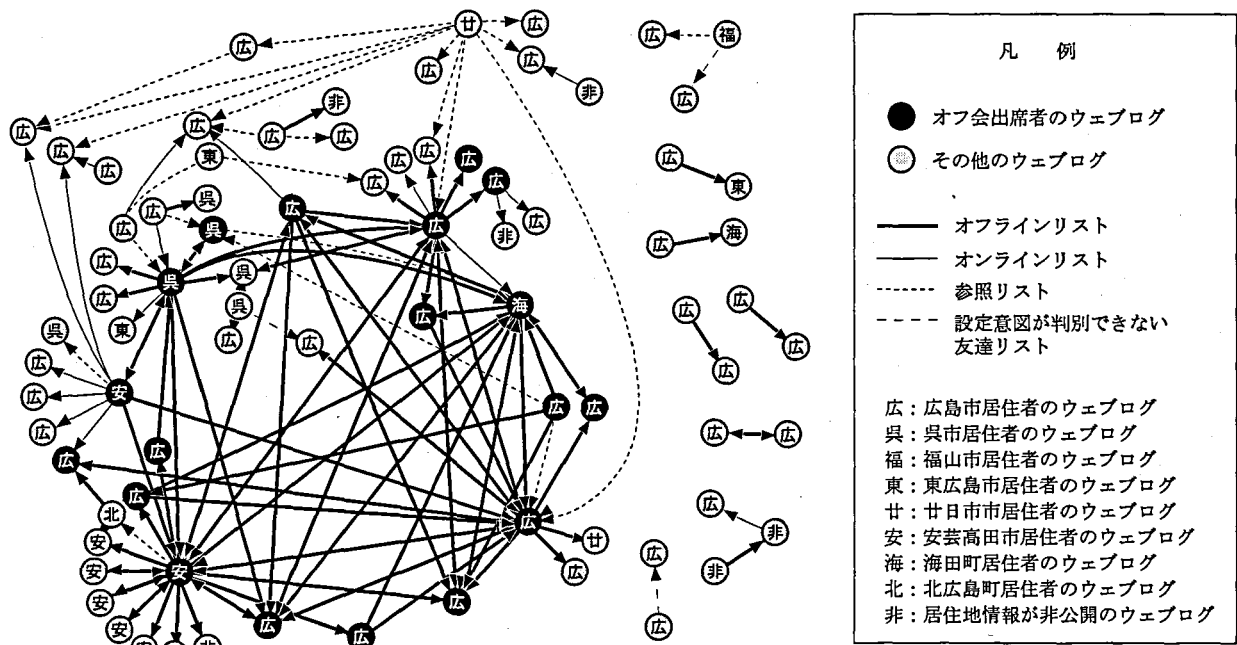 廿
広
広
福
広
広
広
非
広
非
広
広
広
広
広
広
広
東
広
広
広
広
広
東
広
呉
広
広
広
呉
広
非
広
海
広
呉
呉
広
呉
海
広
広
東
広
広
広
呉
広
広
広
広
安
広
広
広
広
広
広
広
広
広
北
広
安
廿
広
非
安
安
広
非
安
広
安
広
広
広
凡 例
オフ会出席者のウェブログ
その他のウェブログ
オフラインリスト
オンラインリスト
参照リスト
設定意図が判別できない
友達リスト
広：広島市居住者のウェブログ
呉：呉市居住者のウェブログ
福：福山市居住者のウェブログ
東：東広島市居住者のウェブログ
廿：廿日市市居住者のウェブログ
安：安芸高田市居住者のウェブログ
海：海田町居住者のウェブログ
北：北広島町居住者のウェブログ
非：居住地情報が非公開のウェブログ